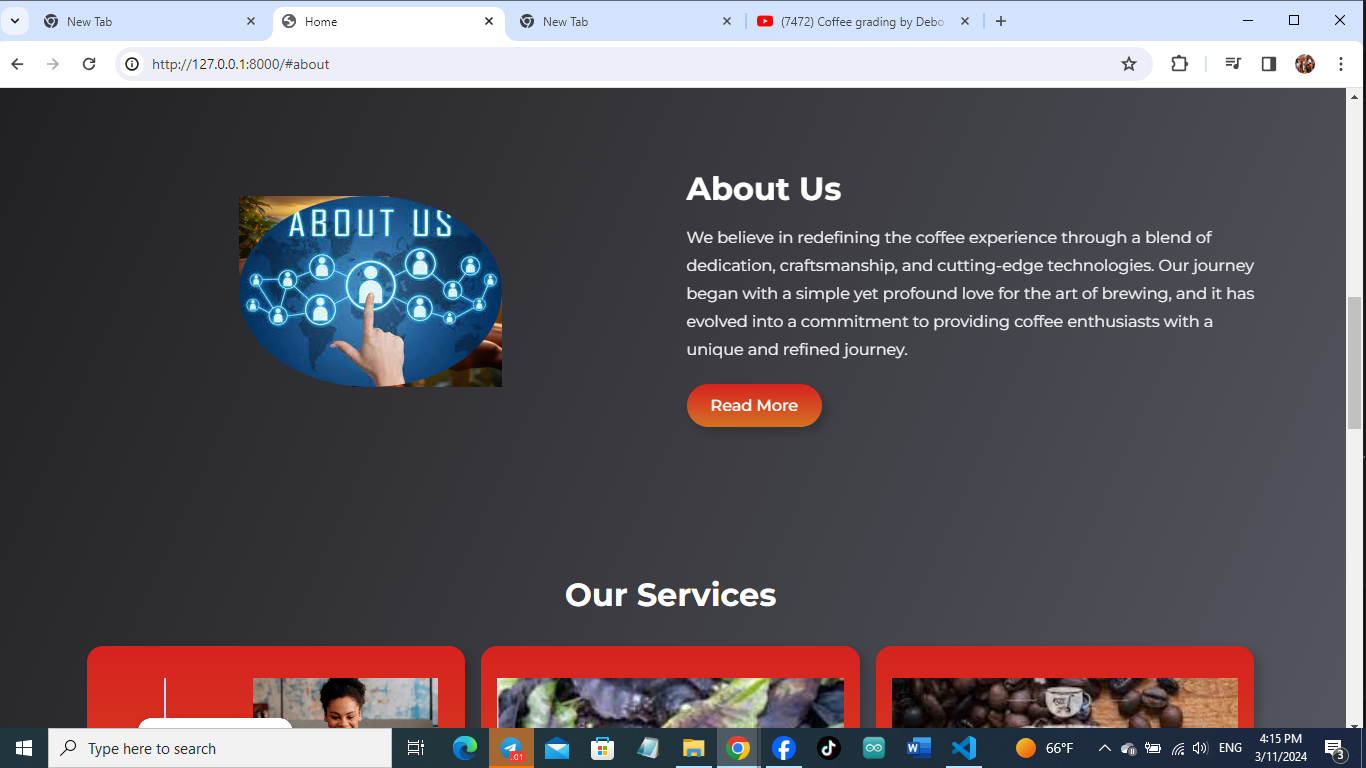 New Tab
Home
New Tab
(7472) Coffee grading by Debo
http://127.0.0.1:8000/#about
ABOUT US
About Us
We believe in redefining the coffee experience through a blend of
dedication, craftsmanship, and cutting-edge technologies. Our journey
began with a simple yet profound love for the art of brewing, and it has
evolved into a commitment to providing coffee enthusiasts with a
unique and refined journey.
Read More
Our Services
Type here to search
.01
W
66°F
ENG
4:15 PM
3/11/2024
3